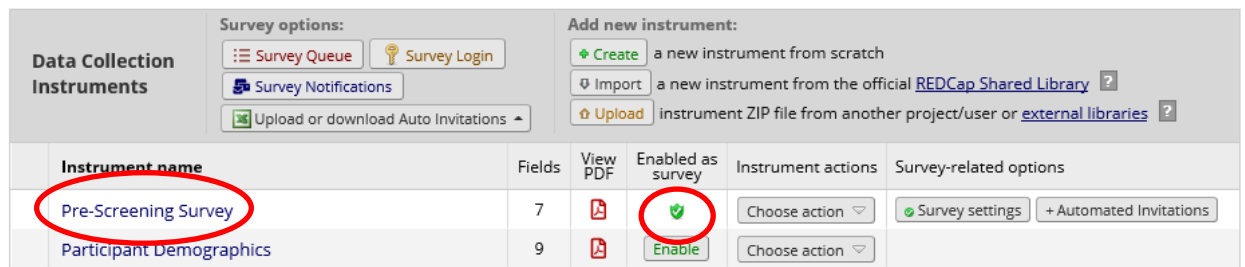 Survey options:
Add new instrument:
Data Collection
Instruments
Survey Queue
Survey Login
Survey Notifications
Upload or download Auto Invitations
Create a new instrument from scratch
Import a new instrument from the official REDCap Shared Library ?
Upload instrument ZIP file from another project/user or external libraries ?
Instrument name
Fields
View
PDF
Enabled as
survey
Instrument actions
Survey-related options
Pre-Screening Survey
7
Choose action
Survey settings
+ Automated Invitations
Participant Demographics
9
Enable
Choose action